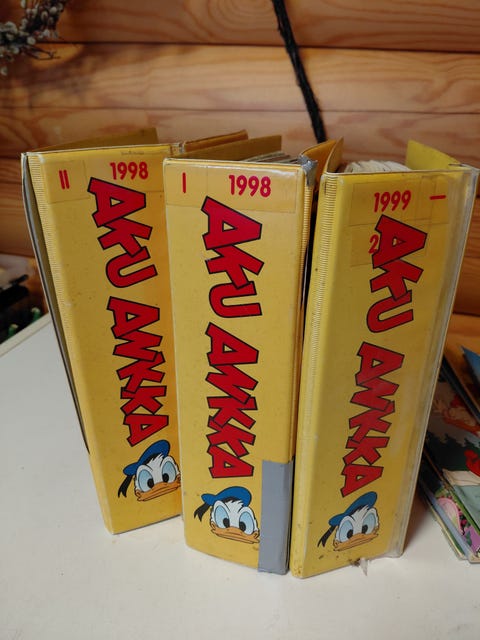 II 1998
AKU ANKKA
I 1998
AKU ANKKA
1999 I
2
AKU ANKKA